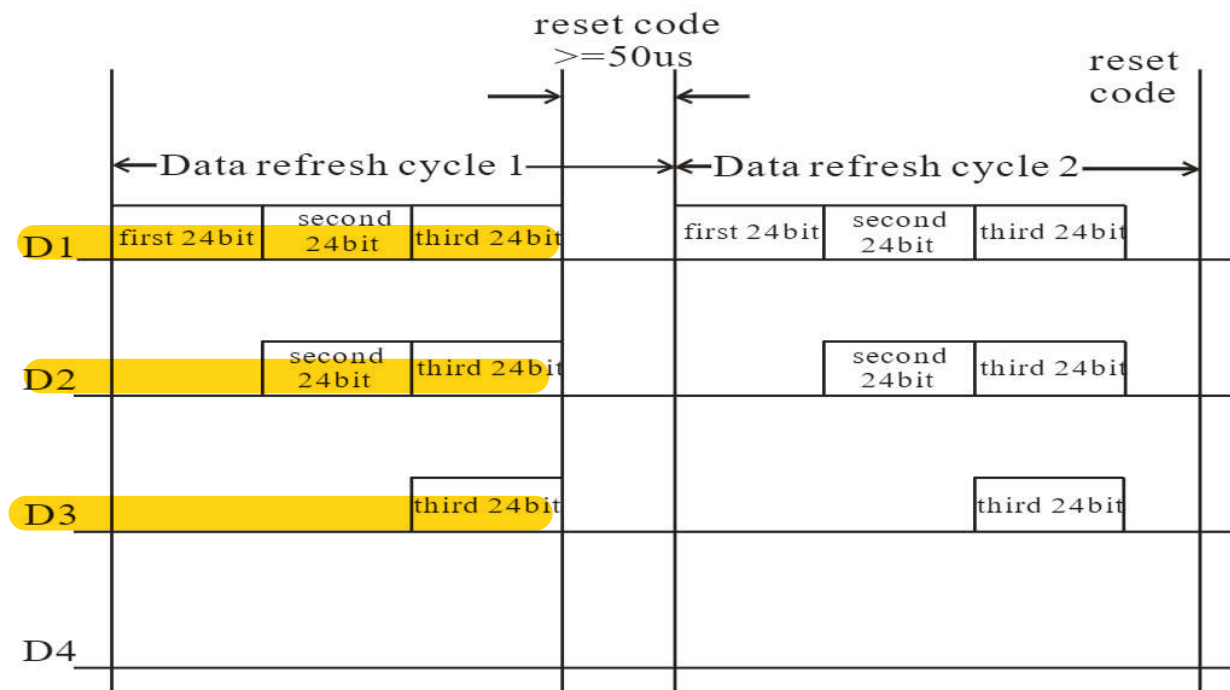 reset code
>=50us
reset
code
Data refresh cycle 1
Data refresh cycle 2
D1
first 24bit
second
24bit
third 24bit
first 24bit
second
24bit
third 24bit
D2
second
24bit
third 24bit
second
24bit
third 24bit
D3
third 24bit
third 24bit
D4